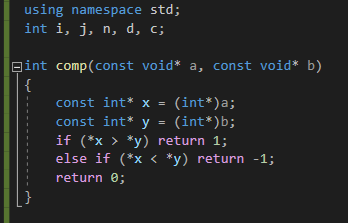 using namespace std;
int i, j, n, d, c;
int comp(const void* a, const void* b)
{
const int* x = (int*)a;
const int* y = (int*)b;
if (*x > *y) return 1;
else if (*x < *y) return -1;
return 0;
}